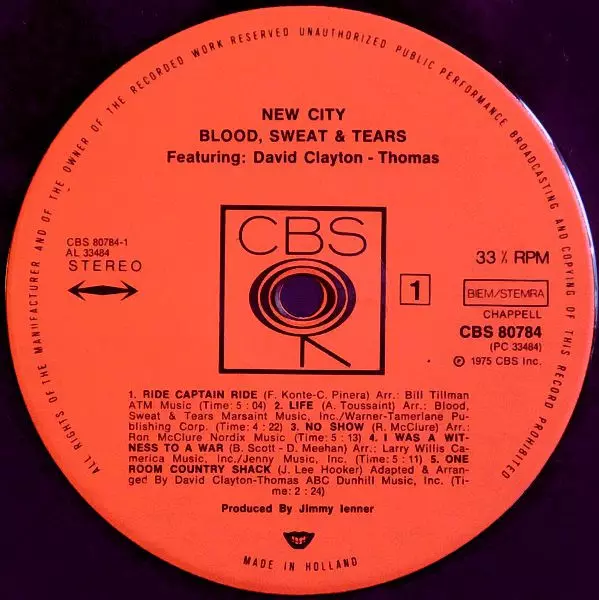 ALL RIGHTS OF THE MANUFACTURER AND OF THE OWNER OF THE RECORDED WORK RESERVED UNAUTHORIZED PUBLIC PERFORMANCE BROADCASTING AND COPYING OF THIS RECORD PROHIBITED
NEW CITY
BLOOD, SWEAT & TEARS
Featuring: David Clayton - Thomas
CBS 80784-1
AL 33484
STEREO
CBS
1
33 ⅓ RPM
BIEM/STEMRA
CHAPPELL
CBS 80784
(PC 33484)
℗ 1975 CBS Inc.
1. RIDE CAPTAIN RIDE (F. Konte-C. Pinera) Arr.: Bill Tillman
ATM Music (Time: 5 : 04) 2. LIFE (A. Toussaint) Arr.: Blood,
Sweat & Tears Marsaint Music Inc./Warner-Tamerlane Pu-
blishing Corp. (Time: 4 : 22) 3. NO SHOW (R. McClure) Arr.:
Ron McClure Nordix Music (Time: 5 : 13) 4. I WAS A WIT-
NESS TO A WAR (B. Scott - D. Meehan) Arr.: Larry Willis Ca-
merica Music, Inc./Jenny Music, Inc. (Time: 5 : 11) 5. ONE
ROOM COUNTRY SHACK (J. Lee Hooker) Adapted & Arran-
ged By David Clayton-Thomas ABC Dunhill Music, Inc. (Ti-
me: 2 : 24)
Produced By Jimmy Ienner
MADE IN HOLLAND